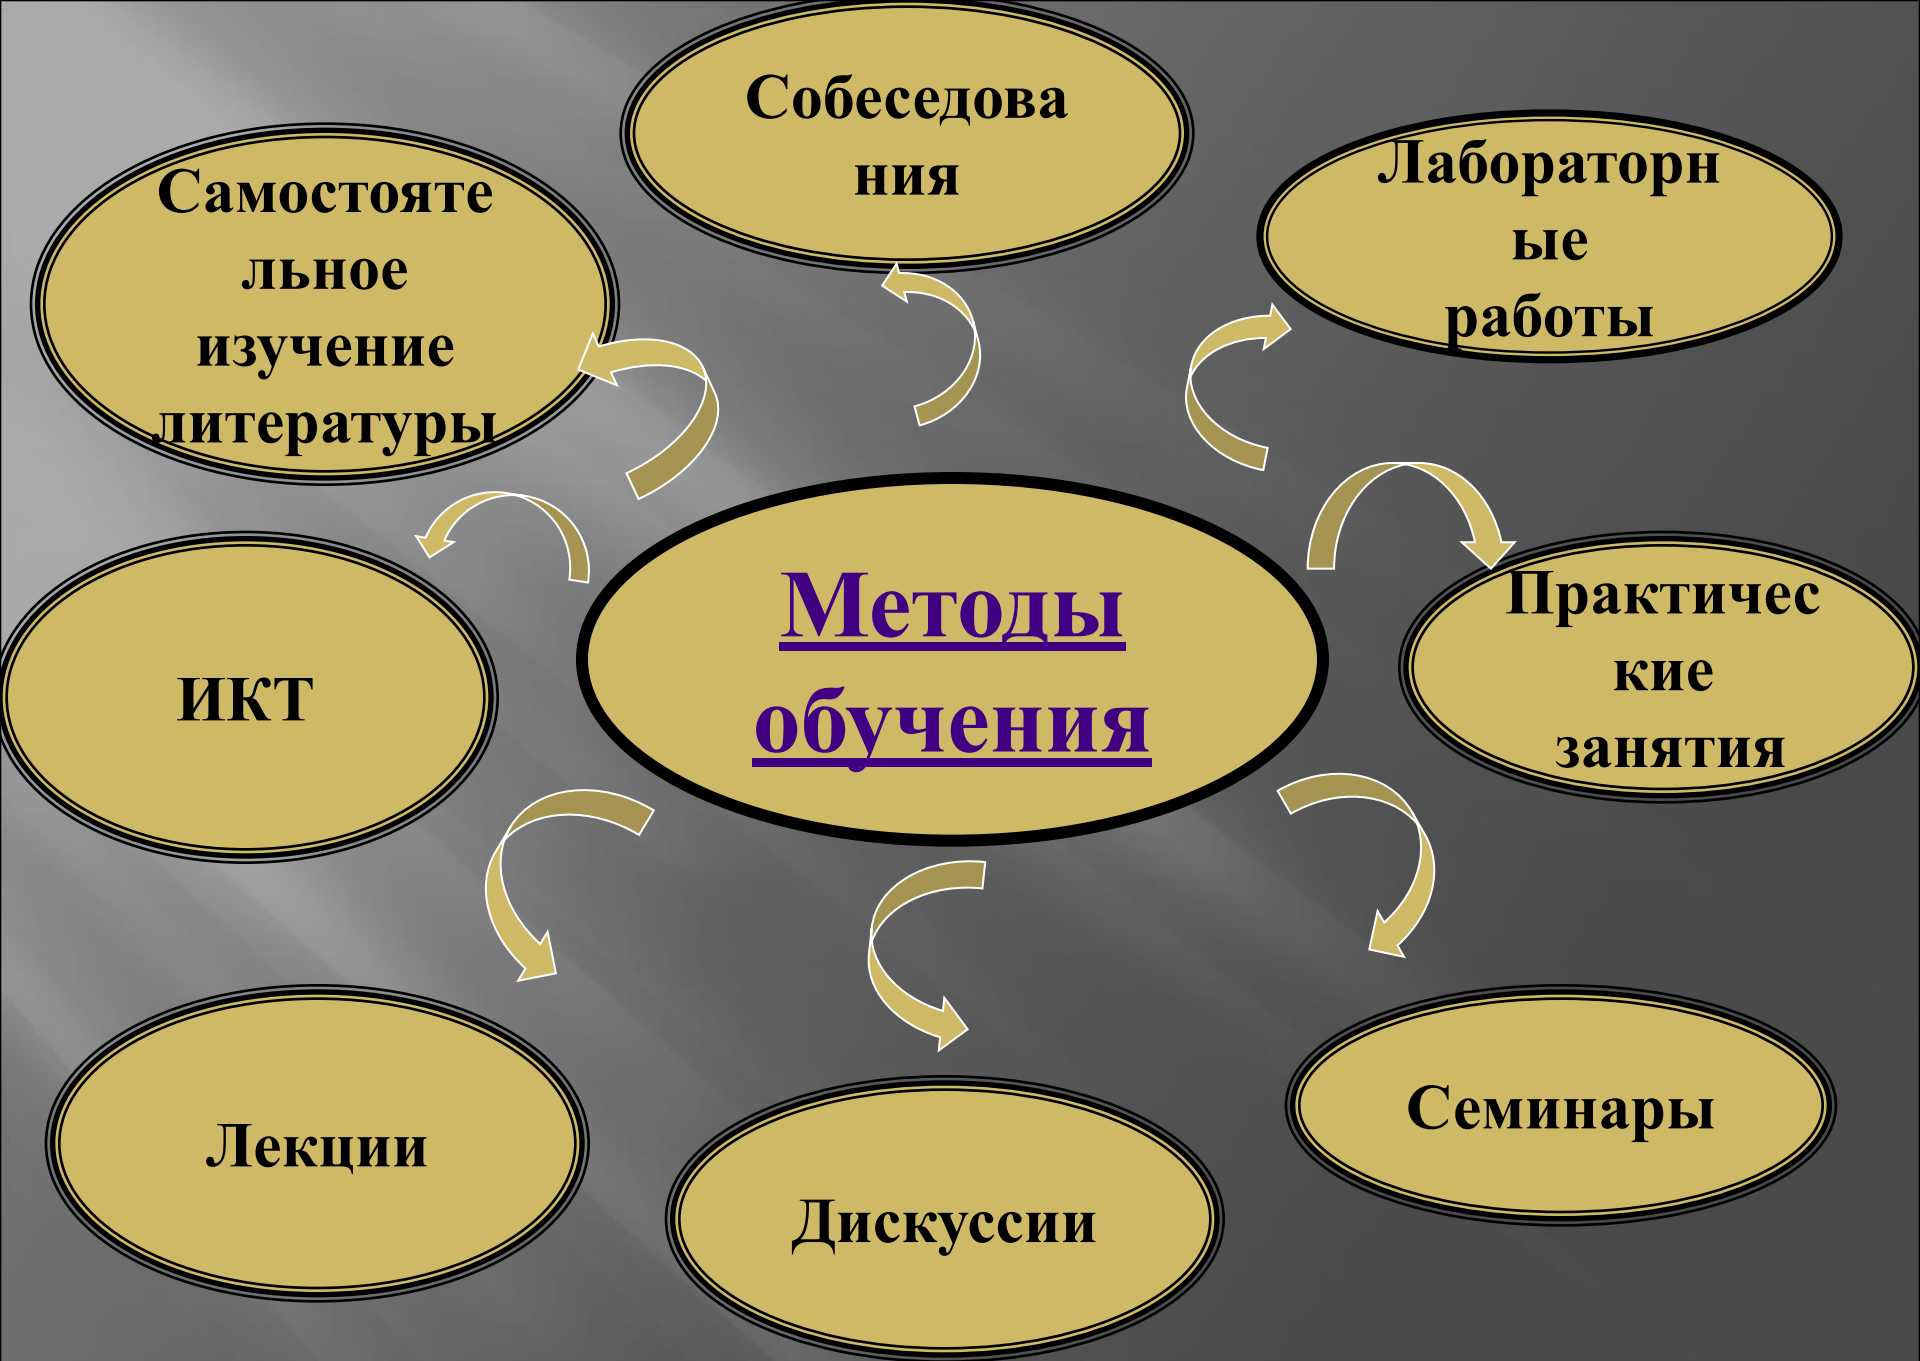 Собеседова
ния
Лабораторн
ые
работы
Самостояте
льное
изучение
литературы
Методы
обучения
Практичес
кие
занятия
ИКТ
Лекции
Дискуссии
Семинары